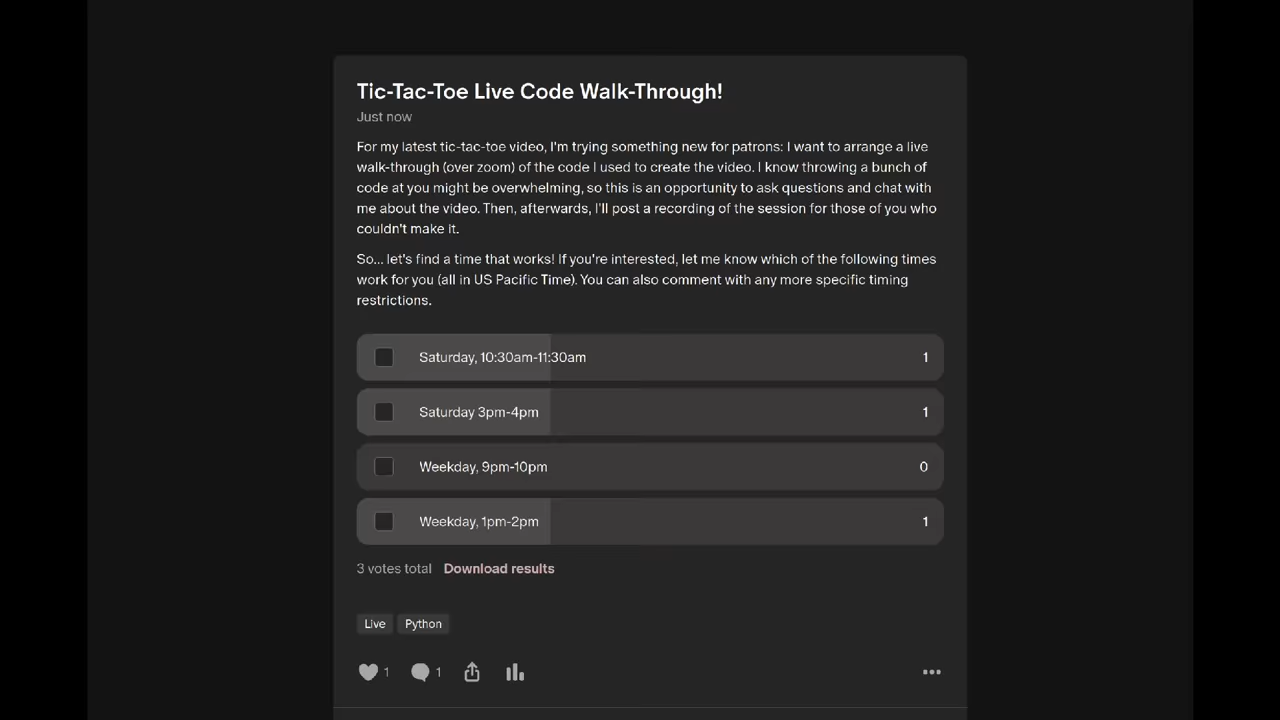 Tic-Tac-Toe Live Code Walk-Through!
Just now
For my latest tic-tac-toe video, I'm trying something new for patrons: I want to arrange a live
walk-through (over zoom) of the code I used to create the video. I know throwing a bunch of
code at you might be overwhelming, so this is an opportunity to ask questions and chat with
me about the video. Then, afterwards, I'll post a recording of the session for those of you who
couldn't make it.
So... let's find a time that works! If you're interested, let me know which of the following times
work for you (all in US Pacific Time). You can also comment with any more specific timing
restrictions.
Saturday, 10:30am-11:30am 1
Saturday 3pm-4pm 1
Weekday, 9pm-10pm 0
Weekday, 1pm-2pm 1
3 votes total Download results
Live Python
1 1